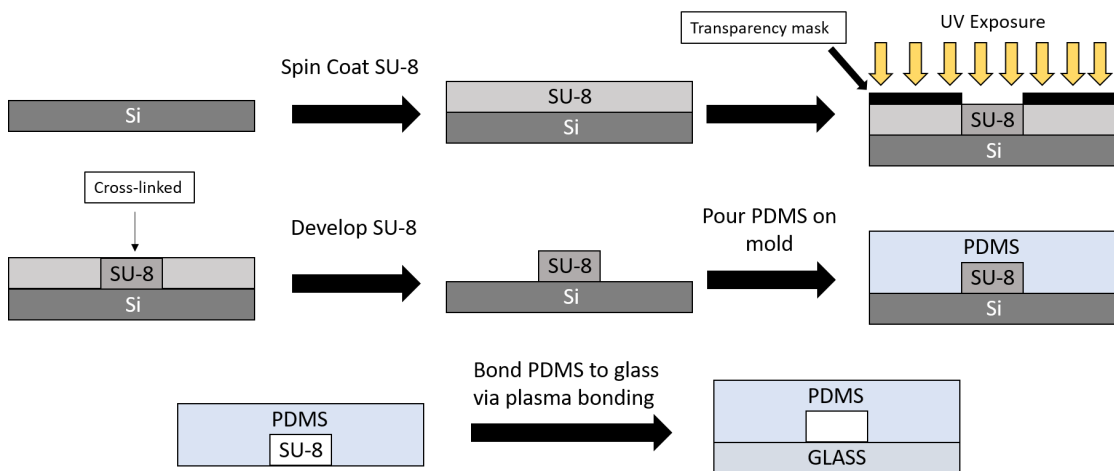 UV Exposure
Transparency mask
Spin Coat SU-8
Si
SU-8
Si
SU-8
Si
Cross-linked
Develop SU-8
Pour PDMS on
mold
SU-8
Si
SU-8
Si
PDMS
SU-8
Si
Bond PDMS to glass
via plasma bonding
PDMS
SU-8
PDMS
GLASS